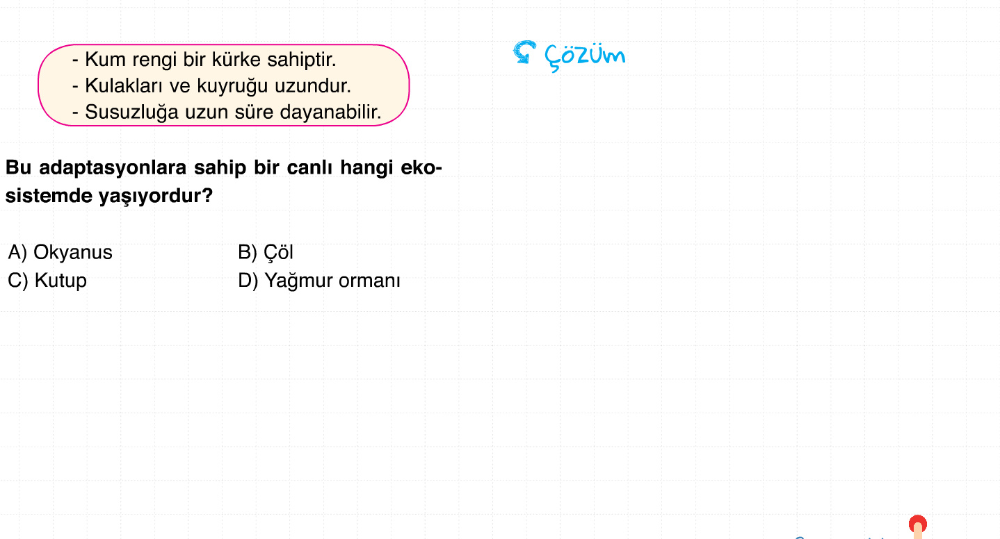 - Kum rengi bir kürke sahiptir.
- Kulakları ve kuyruğu uzundur.
- Susuzluğa uzun süre dayanabilir.
Çözüm
Bu adaptasyonlara sahip bir canlı hangi eko-
sistemde yaşıyordur?
A) Okyanus
B) Çöl
C) Kutup
D) Yağmur ormanı